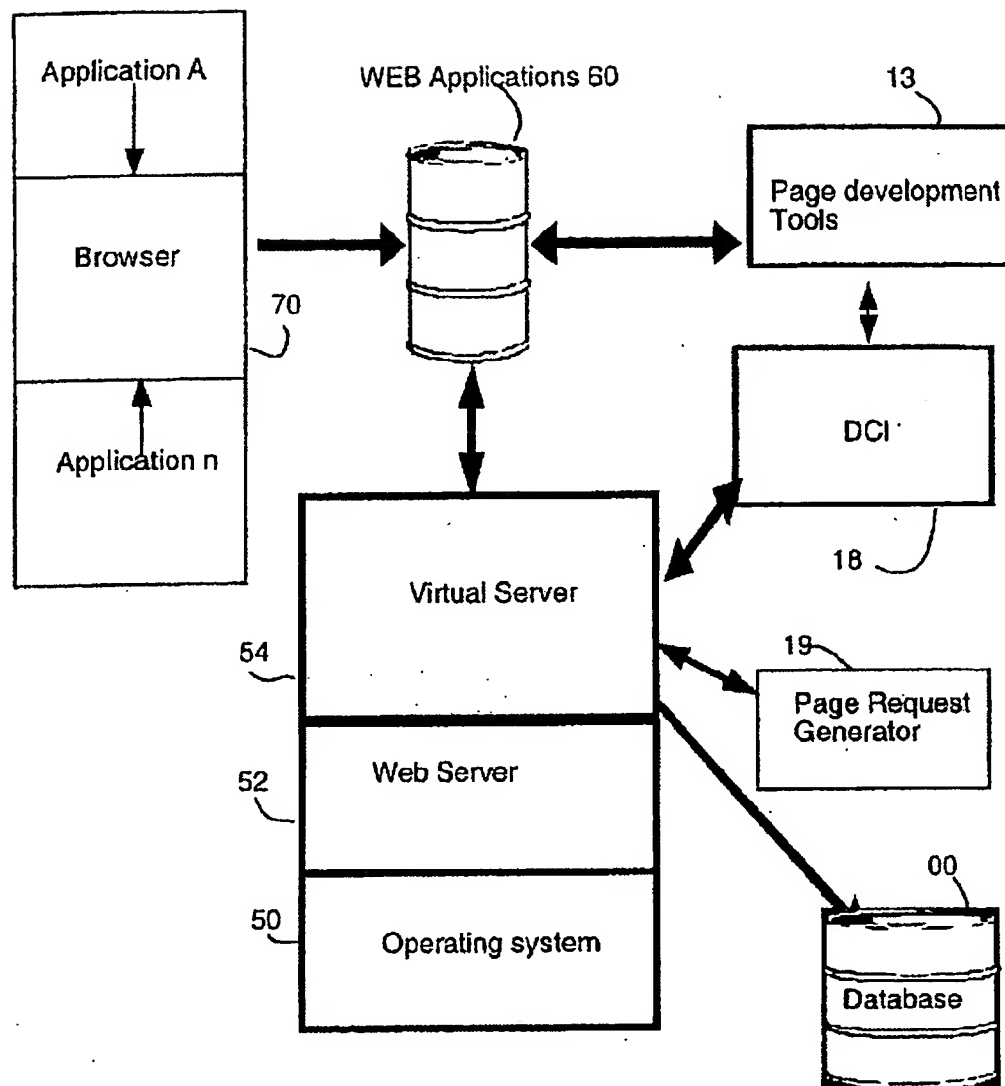 Application A
WEB Applications 60
13
Page development
Tools
Browser
70
DCI
Application n
18
Virtual Server
54
19
Page Request
Generator
Web Server
52
00
50
Operating system
Database